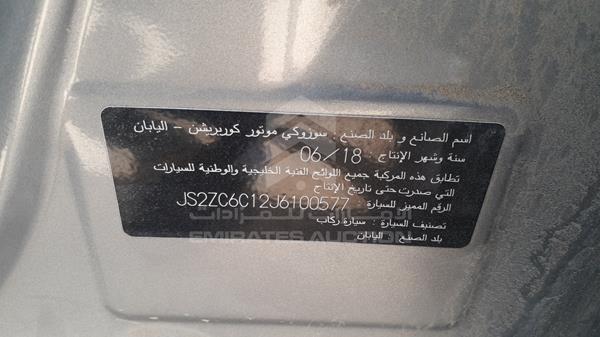 اسم الصانع و بلد الصنع : سوزوكي موتور كوربريشن - اليابان
سنة وشهر الإنتاج 06/18
تطابق هذه المركبة جميع اللوائح الفنية الخليجية والوطنية للسيارات
التي صدرت حتى تاريخ الإنتاج
الرقم المميز للسيارة JS2ZC6C12J6100577
تصنيف السيارة : سيارة ركاب
بلد الصنع : اليابان
الإمارات للمزادات
EMIRATES AUCTION